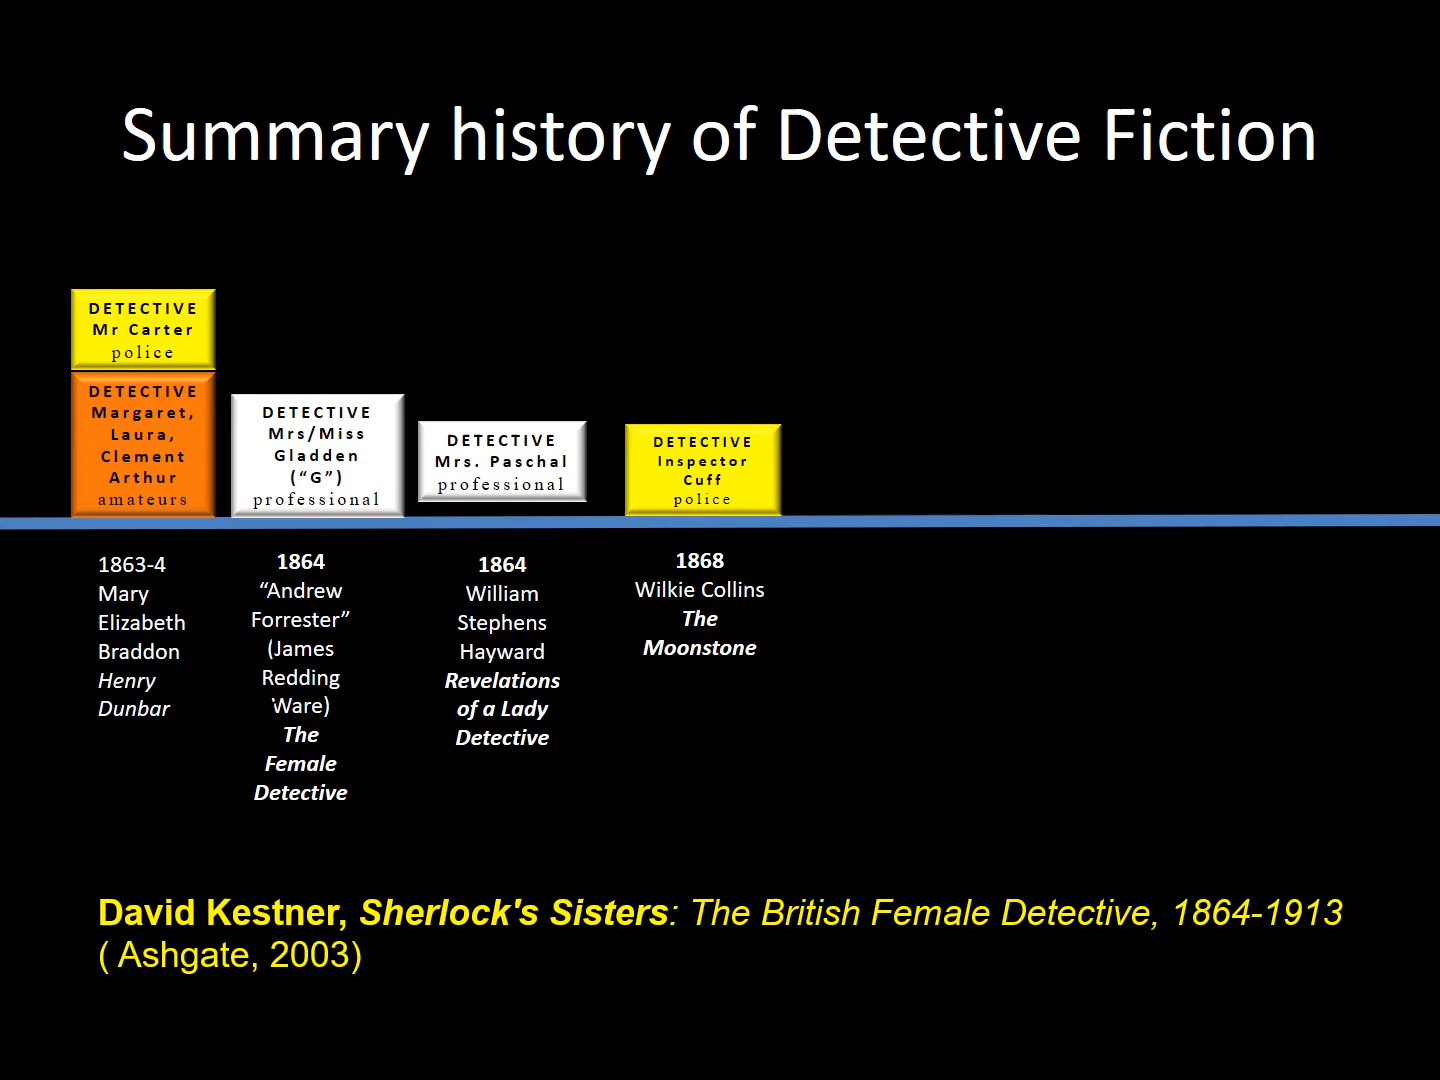 Summary history of Detective Fiction
DETECTIVE
Mr Carter
police
DETECTIVE
Margaret,
Laura,
Clement
Arthur
amateurs
DETECTIVE
Mrs/Miss
Gladden
(“G”)
professional
DETECTIVE
Mrs. Paschal
professional
DETECTIVE
Inspector
Cuff
police
1863-4
Mary
Elizabeth
Braddon
Henry
Dunbar
1864
“Andrew
Forrester”
(James
Redding
Ware)
The
Female
Detective
1864
William
Stephens
Hayward
Revelations
of a Lady
Detective
1868
Wilkie Collins
The
Moonstone
David Kestner, Sherlock's Sisters: The British Female Detective, 1864-1913
( Ashgate, 2003)